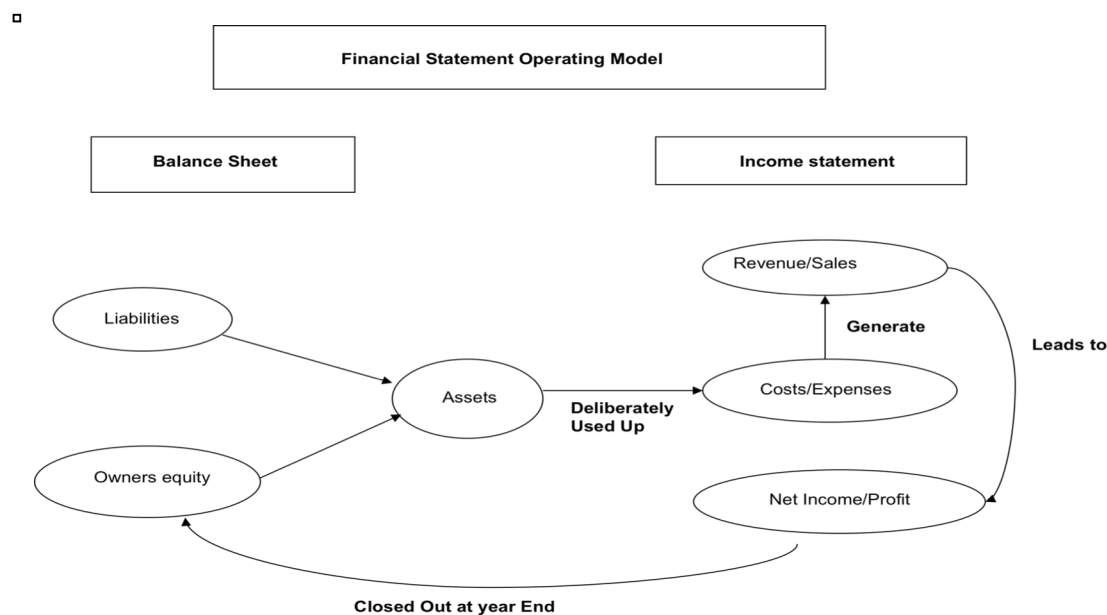 Financial Statement Operating Model
Balance Sheet
Income statement
Revenue/Sales
Liabilities
Generate
Leads to
Assets
Costs/Expenses
Deliberately
Used Up
Owners equity
Net Income/Profit
Closed Out at year End